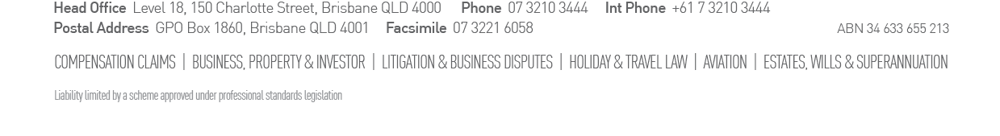 Head Office Level 18, 150 Charlotte Street, Brisbane QLD 4000 Phone 07 3210 3444 Int Phone +61 7 3210 3444
Postal Address GPO Box 1860, Brisbane QLD 4001 Facsimile 07 3221 6058 ABN 34 633 655 213
COMPENSATION CLAIMS | BUSINESS, PROPERTY & INVESTOR | LITIGATION & BUSINESS DISPUTES | HOLIDAY & TRAVEL LAW | AVIATION | ESTATES, WILLS & SUPERANNUATION
Liability limited by a scheme approved under professional standards legislation